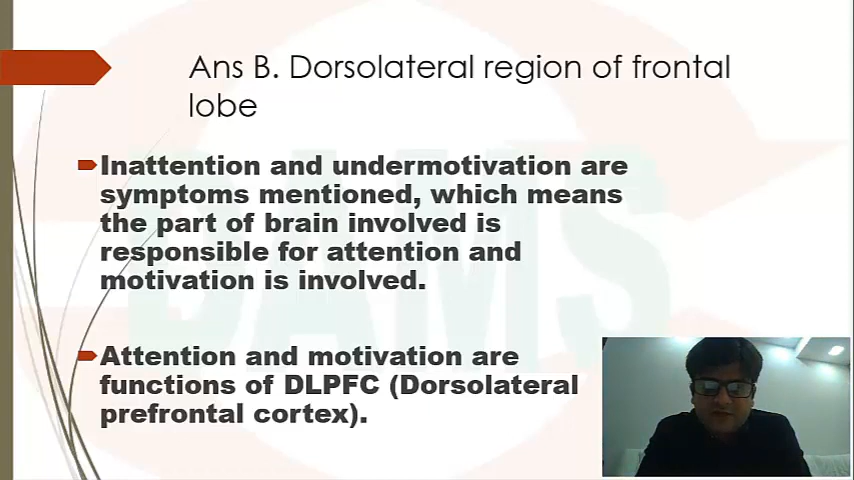 Ans B. Dorsolateral region of frontal
lobe
Inattention and undermotivation are
symptoms mentioned, which means
the part of brain involved is
responsible for attention and
motivation is involved.
Attention and motivation are
functions of DLPFC (Dorsolateral
prefrontal cortex).
DAMS